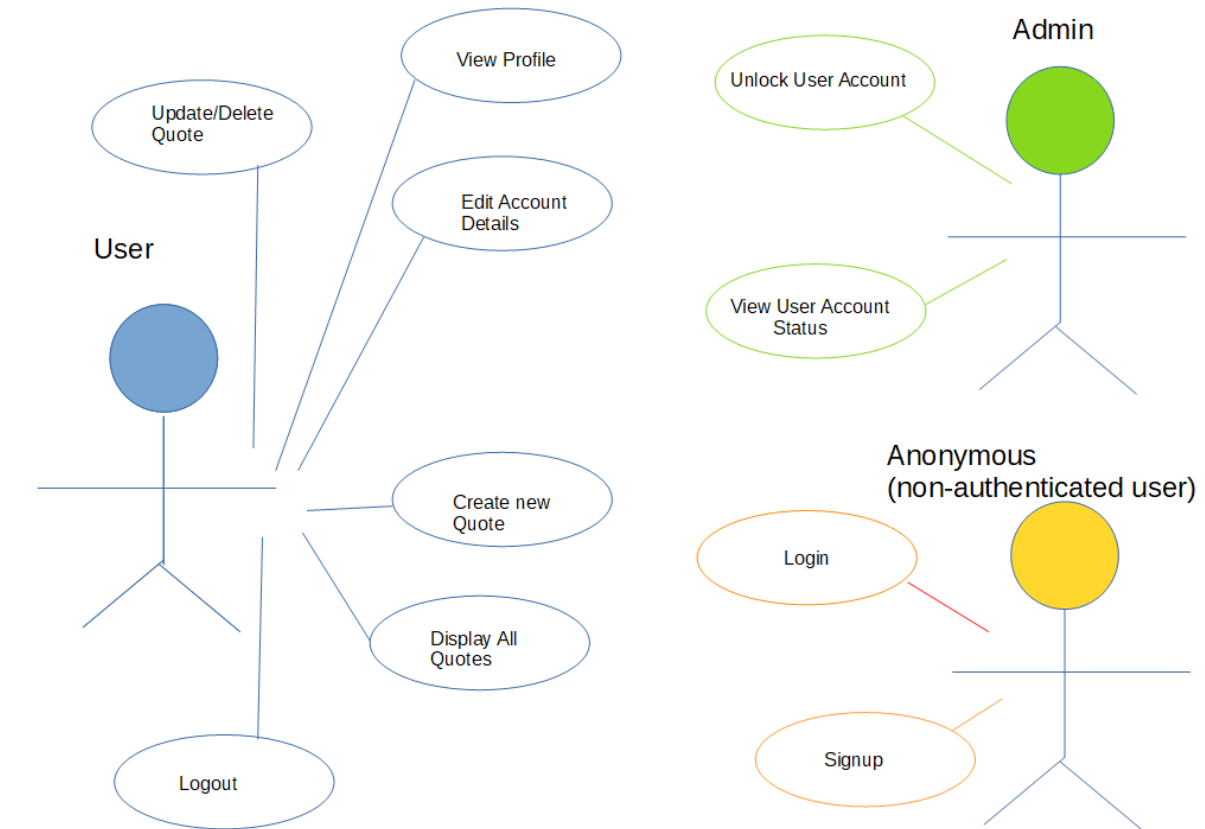 View Profile
Update/Delete
Quote
Edit Account
Details
User
Create new
Quote
Display All
Quotes
Logout
Admin
Unlock User Account
View User Account
Status
Anonymous
(non-authenticated user)
Login
Signup